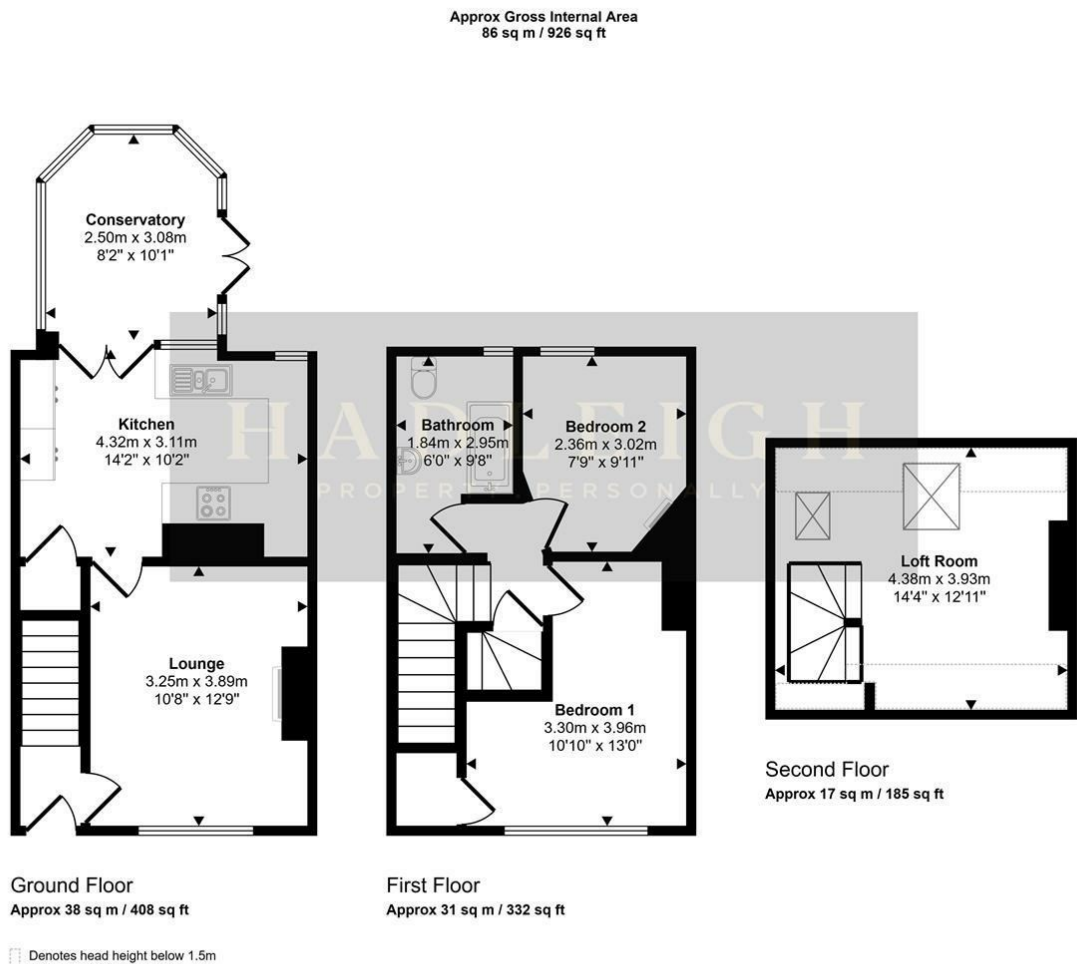 Approx Gross Internal Area
86 sq m / 926 sq ft
Conservatory
2.50m x 3.08m
8'2" x 10'1"
Kitchen
4.32m x 3.11m
14'2" x 10'2"
Lounge
3.25m x 3.89m
10'8" x 12'9"
Ground Floor
Approx 38 sq m / 408 sq ft
Bathroom
1.84m x 2.95m
6'0" x 9'8"
Bedroom 2
2.36m x 3.02m
7'9" x 9'11"
Bedroom 1
3.30m x 3.96m
10'10" x 13'0"
First Floor
Approx 31 sq m / 332 sq ft
Loft Room
4.38m x 3.93m
14'4" x 12'11"
Second Floor
Approx 17 sq m / 185 sq ft
HADLEIGH
PROPERTY PERSONALLY
Denotes head height below 1.5m